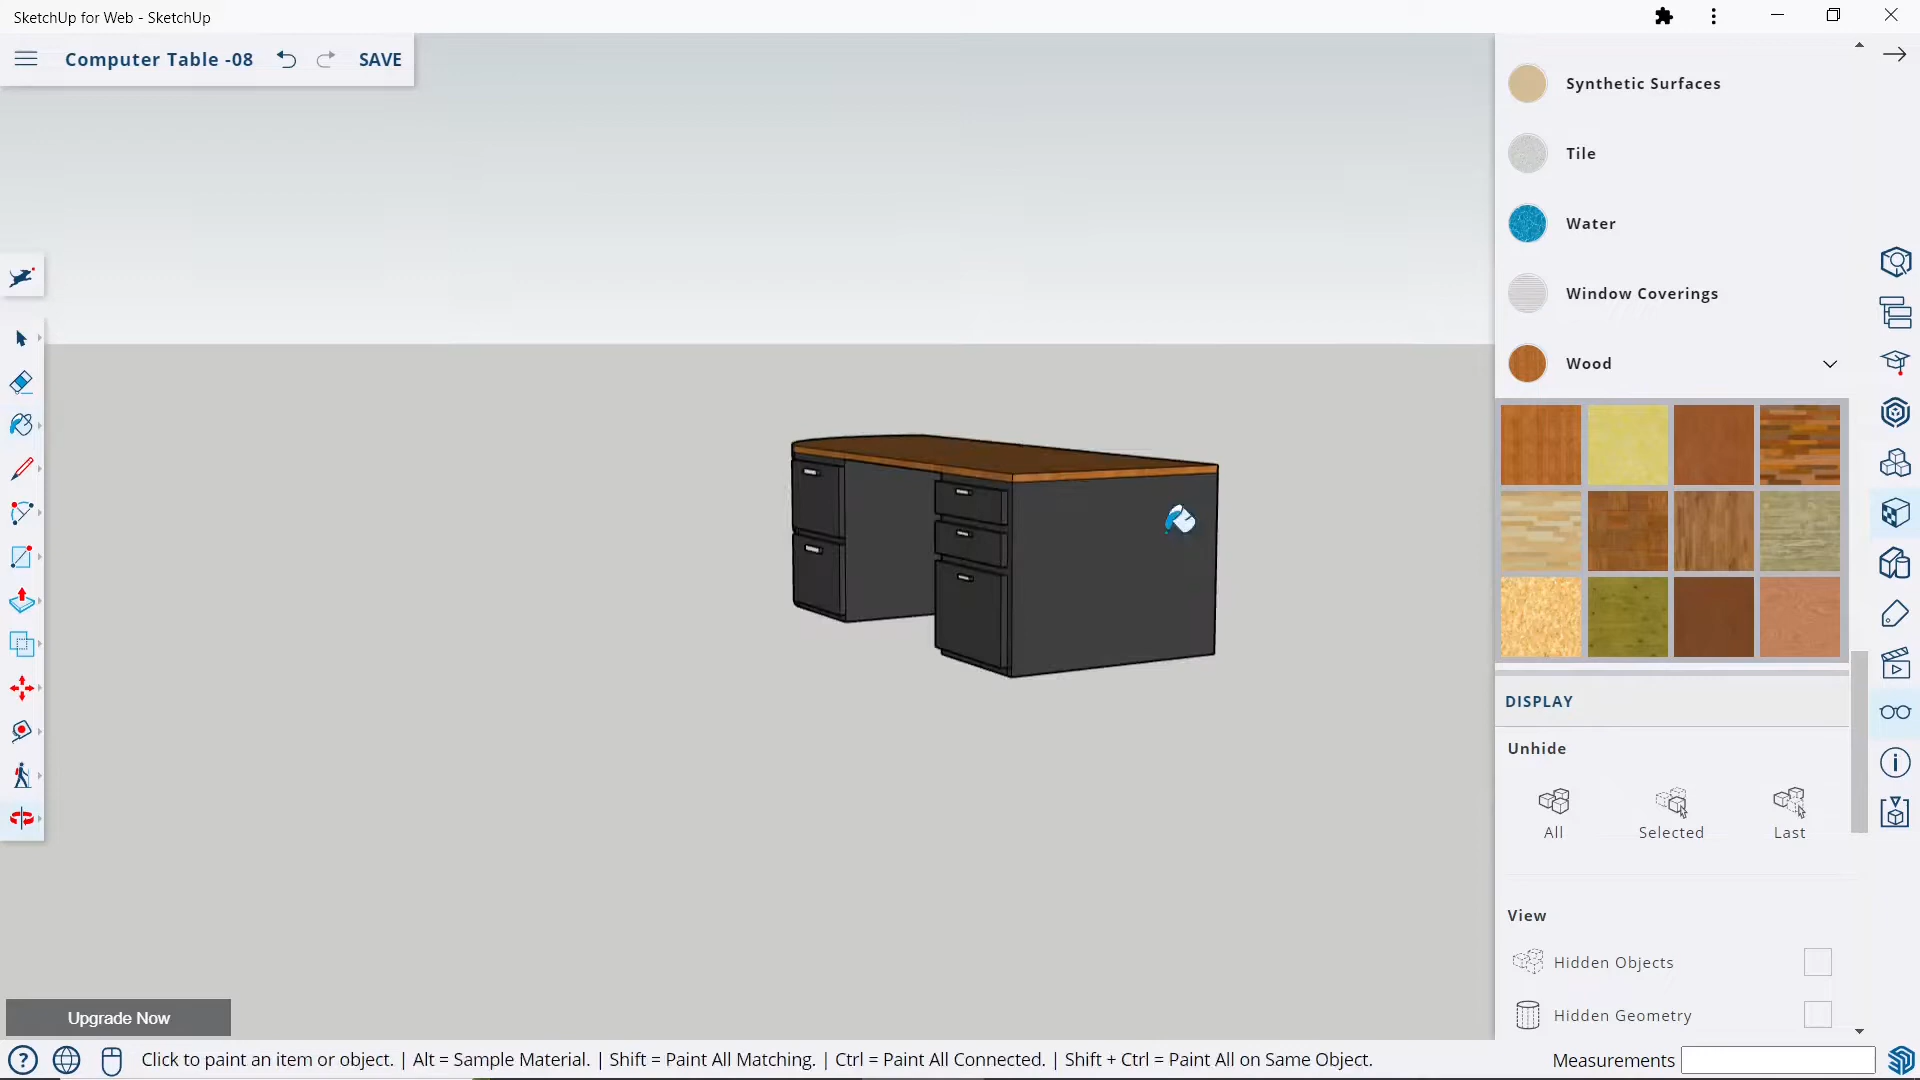 SketchUp for Web - SketchUp
Computer Table -08
SAVE
Synthetic Surfaces
Tile
Water
Window Coverings
Wood
DISPLAY
Unhide
All
Selected
Last
View
Hidden Objects
Hidden Geometry
Upgrade Now
Click to paint an item or object. | Alt = Sample Material. | Shift = Paint All Matching. | Ctrl = Paint All Connected. | Shift + Ctrl = Paint All on Same Object.
Measurements